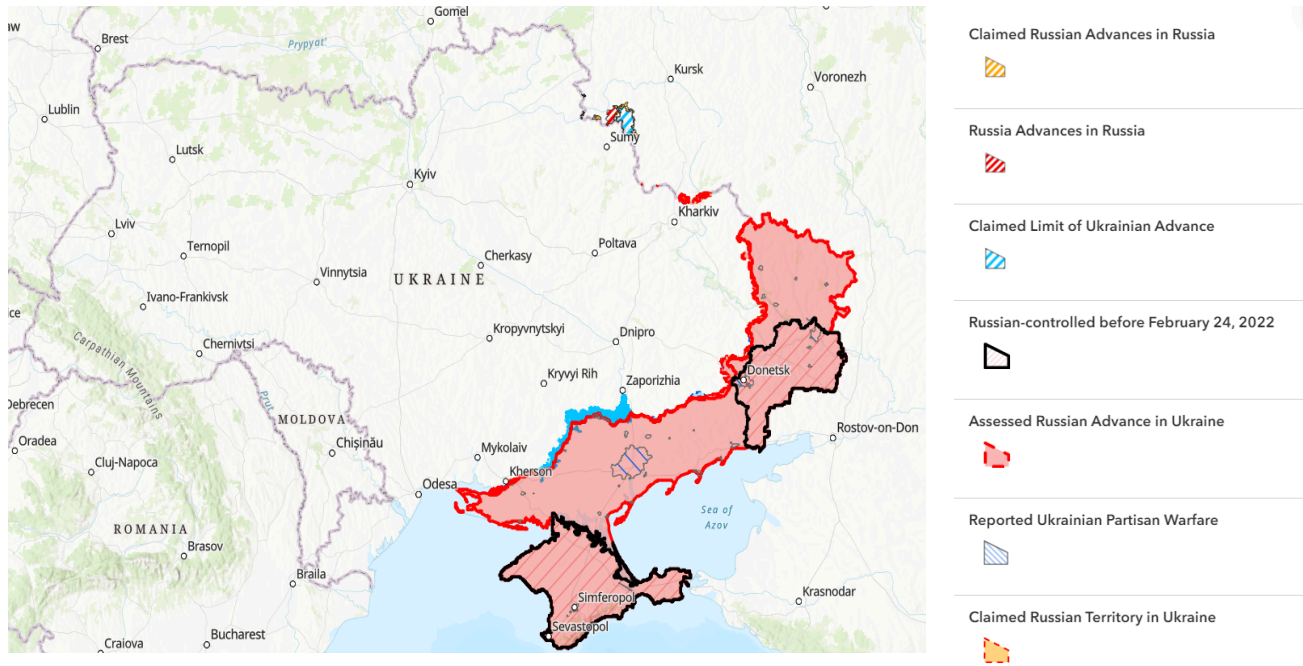 Gomel
aw
Brest
Prypyat'
Kursk
Voronezh
Lublin
Sumy
Lutsk
Kyiv
Kharkiv
Lviv
Ternopil
Cherkasy
Poltava
Vinnytsia
UKRAINE
Ivano-Frankivsk
ce
Kropyvnytskyi
Dnipro
Chernivtsi
Carpathian Mountains
Kryvyi Rih
Zaporizhia
Donetsk
Debrecen
Prut
MOLDOVA
Rostov-on-Don
Oradea
Chișinău
Mykolaiv
Cluj-Napoca
Kherson
Odesa
Sea of
Azov
ROMANIA
Brasov
Braila
Simferopol
Krasnodar
Sevastopol
Bucharest
Craiova
Claimed Russian Advances in Russia
Russia Advances in Russia
Claimed Limit of Ukrainian Advance
Russian-controlled before February 24, 2022
Assessed Russian Advance in Ukraine
Reported Ukrainian Partisan Warfare
Claimed Russian Territory in Ukraine